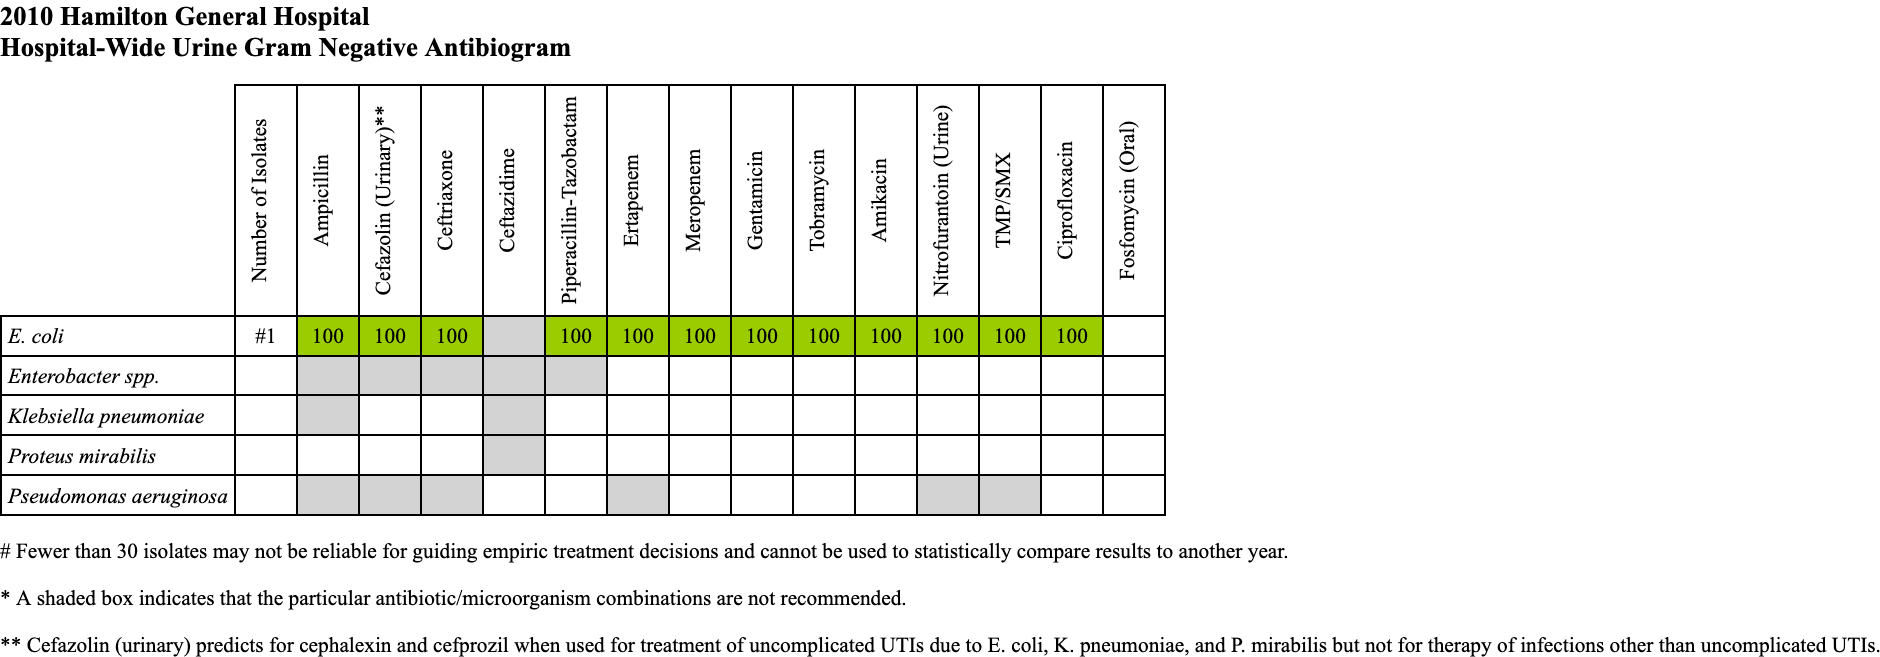 2010 Hamilton General Hospital
Hospital-Wide Urine Gram Negative Antibiogram
Number of Isolates
Ampicillin
Cefazolin (Urinary)**
Ceftriaxone
Ceftazidime
Piperacillin-Tazobactam
Ertapenem
Meropenem
Gentamicin
Tobramycin
Amikacin
Nitrofurantoin (Urine)
TMP/SMX
Ciprofloxacin
Fosfomycin (Oral)
E. coli #1 100 100 100 100 100 100 100 100 100 100 100 100
Enterobacter spp.
Klebsiella pneumoniae
Proteus mirabilis
Pseudomonas aeruginosa
# Fewer than 30 isolates may not be reliable for guiding empiric treatment decisions and cannot be used to statistically compare results to another year.
* A shaded box indicates that the particular antibiotic/microorganism combinations are not recommended.
** Cefazolin (urinary) predicts for cephalexin and cefprozil when used for treatment of uncomplicated UTIs due to E. coli, K. pneumoniae, and P. mirabilis but not for therapy of infections other than uncomplicated UTIs.